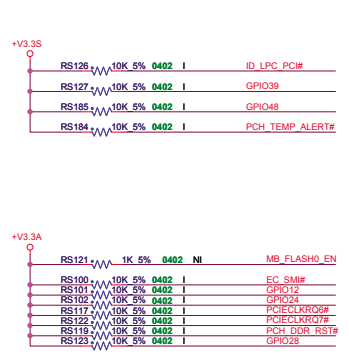 +V3.3S
RS126 10K_5% 0402 I ID_LPC_PCI#
RS127 10K_5% 0402 I GPIO39
RS185 10K_5% 0402 I GPIO48
RS184 10K_5% 0402 I PCH_TEMP_ALERT#
+V3.3A
RS121 1K_5% 0402 NI MB_FLASH0_EN
RS100 10K_5% 0402 I EC_SMI#
RS101 10K_5% 0402 I GPIO12
RS102 10K_5% 0402 I GPIO24
RS117 10K_5% 0402 I PCIECLKRQ6#
RS122 10K_5% 0402 I PCIECLKRQ7#
RS119 10K_5% 0402 I PCH_DDR_RST#
RS123 10K_5% 0402 I GPIO28